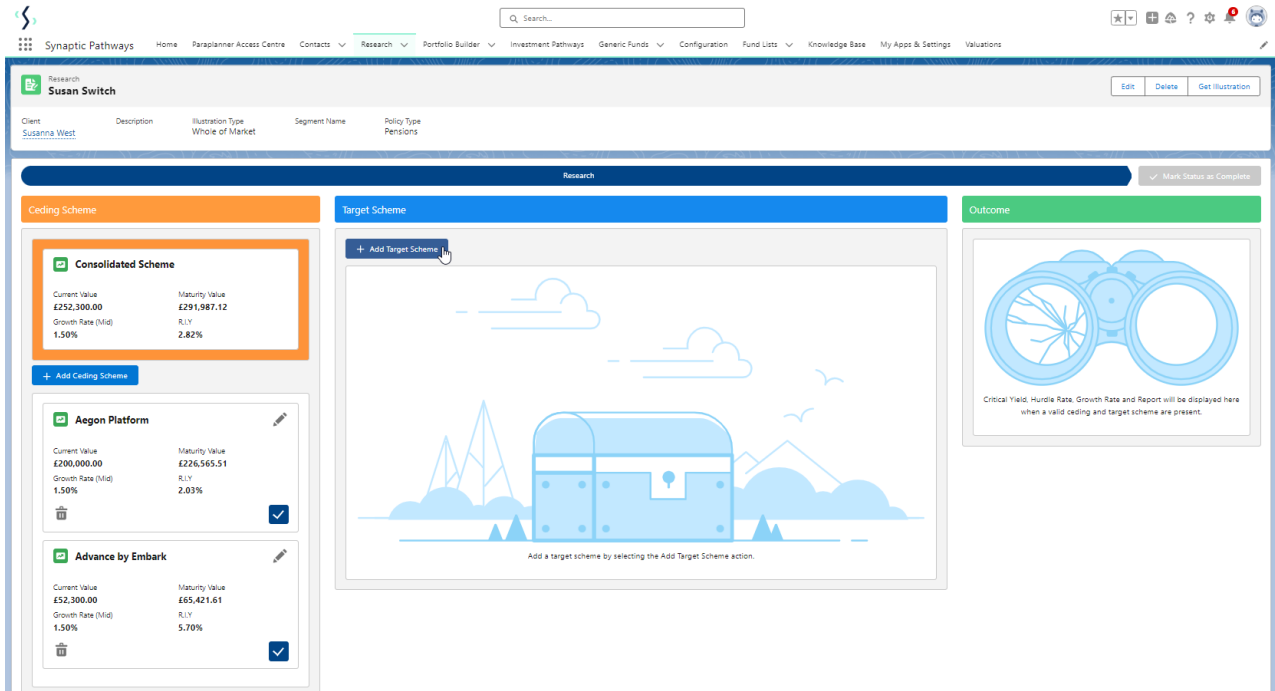 Search...
6
Synaptic Pathways Home Paraplanner Access Centre Contacts Research Portfolio Builder Investment Pathways Generic Funds Configuration Fund Lists Knowledge Base My Apps & Settings Valuations
Research
Susan Switch
Edit Delete Get Illustration
Client Description Illustration Type Segment Name Policy Type
Susanna West Whole of Market Pensions
Research
Mark Status as Complete
Ceding Scheme
Target Scheme
Outcome
+ Add Target Scheme
Consolidated Scheme
Current Value Maturity Value
£252,300.00 £291,987.12
Growth Rate (Mid) R.I.Y
1.50% 2.82%
+ Add Ceding Scheme
Aegon Platform
Current Value Maturity Value
£200,000.00 £226,565.51
Growth Rate (Mid) R.I.Y
1.50% 2.03%
Advance by Embark
Current Value Maturity Value
£52,300.00 £65,421.61
Growth Rate (Mid) R.I.Y
1.50% 5.70%
Add a target scheme by selecting the Add Target Scheme action.
Critical Yield, Hurdle Rate, Growth Rate and Report will be displayed here
when a valid ceding and target scheme are present.